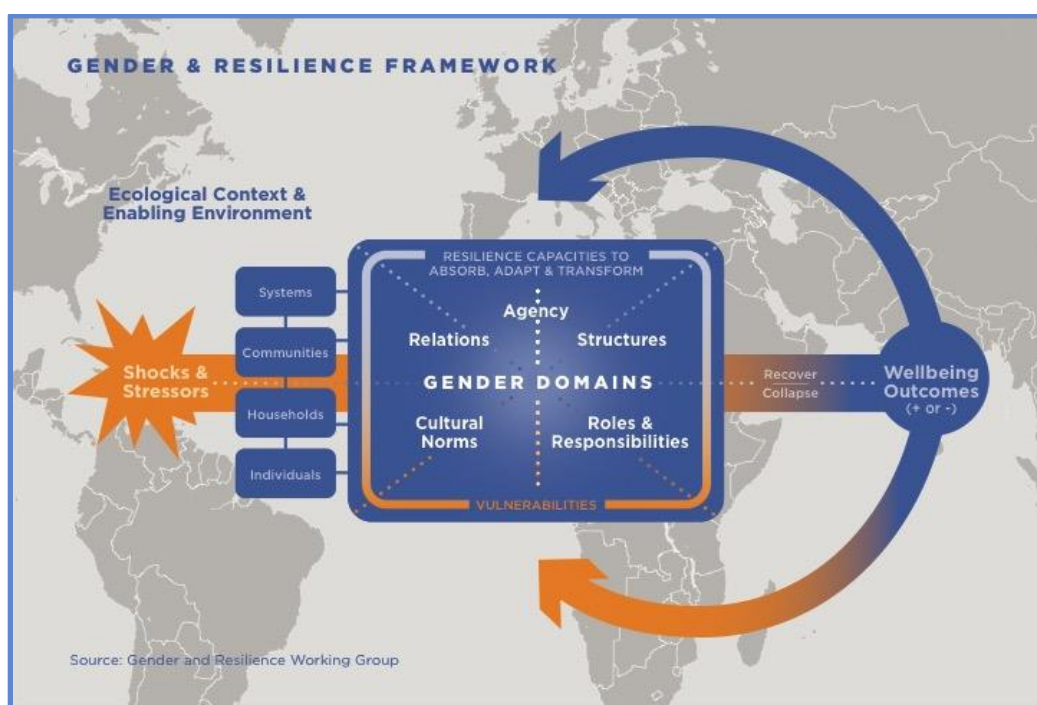 GENDER & RESILIENCE FRAMEWORK
Ecological Context &
Enabling Environment
Shocks &
Stressors
Systems
Communities
Households
Individuals
RESILIENCE CAPACITIES TO
ABSORB, ADAPT & TRANSFORM
Agency
Relations
Structures
GENDER DOMAINS
Cultural
Norms
Roles &
Responsibilities
VULNERABILITIES
Recover
Collapse
Wellbeing
Outcomes
(+ or -)
Source: Gender and Resilience Working Group